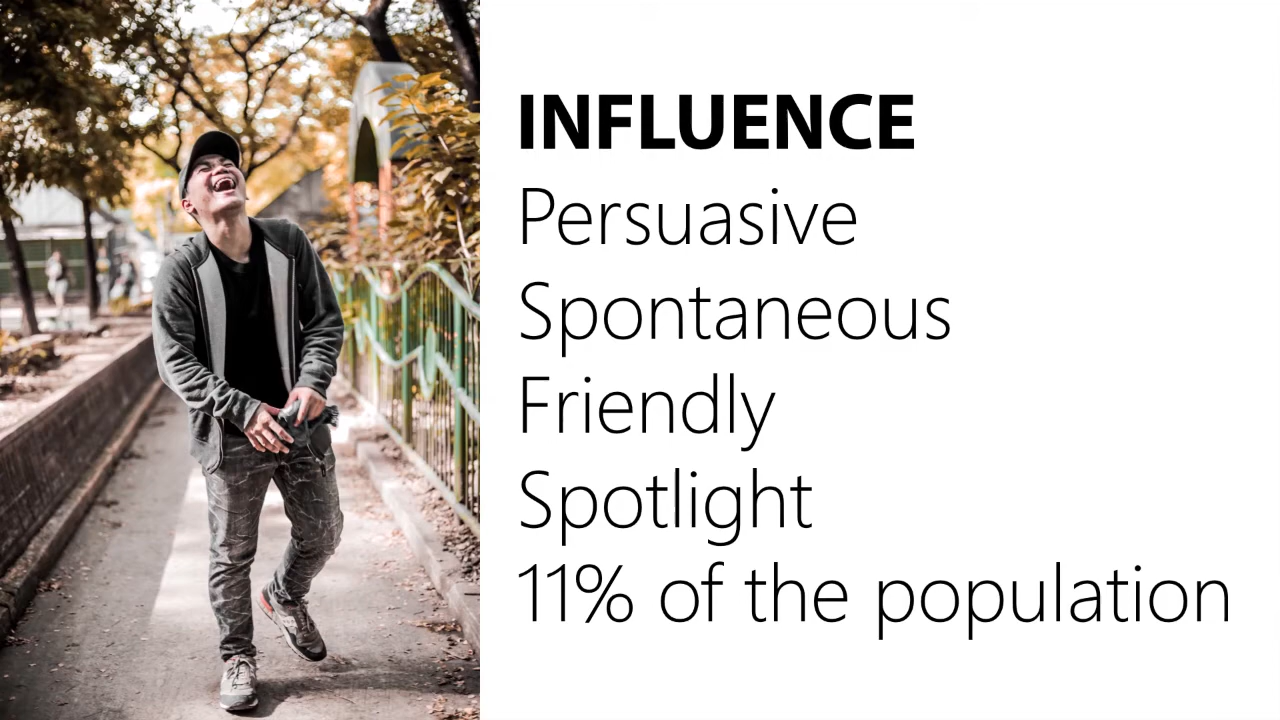 INFLUENCE
Persuasive
Spontaneous
Friendly
Spotlight
11% of the population